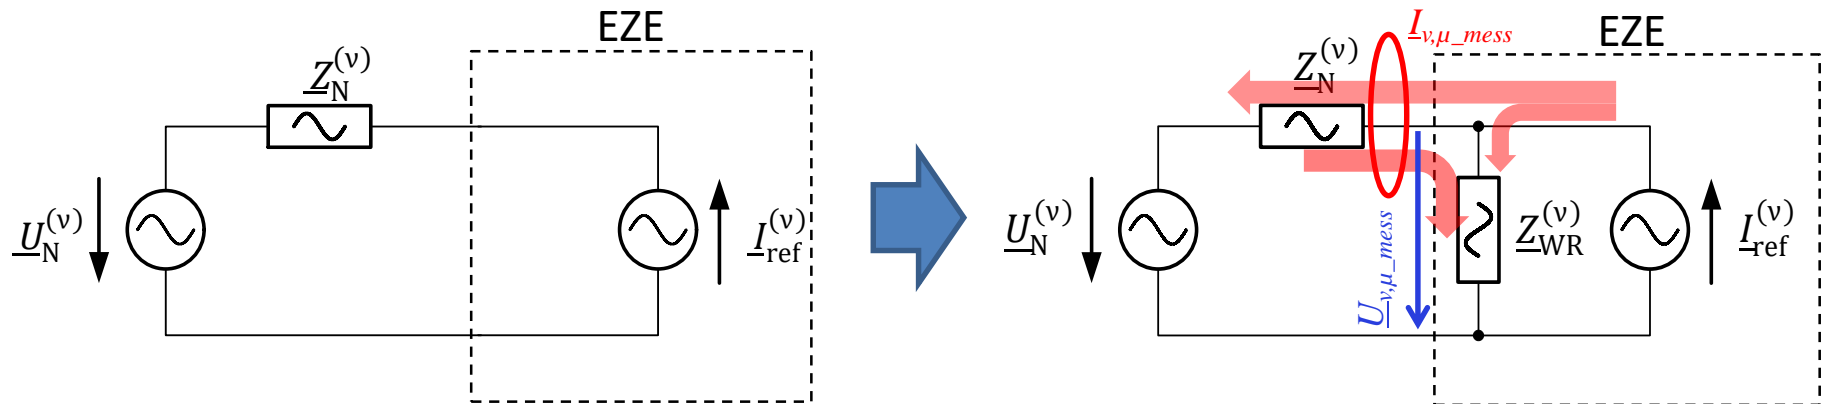 EZE
Z_N^(ν)
U_N^(ν)
I_ref^(ν)
EZE
I_ν,μ_mess
Z_N^(ν)
U_N^(ν)
U_ν,μ_mess
Z_WR^(ν)
I_ref^(ν)